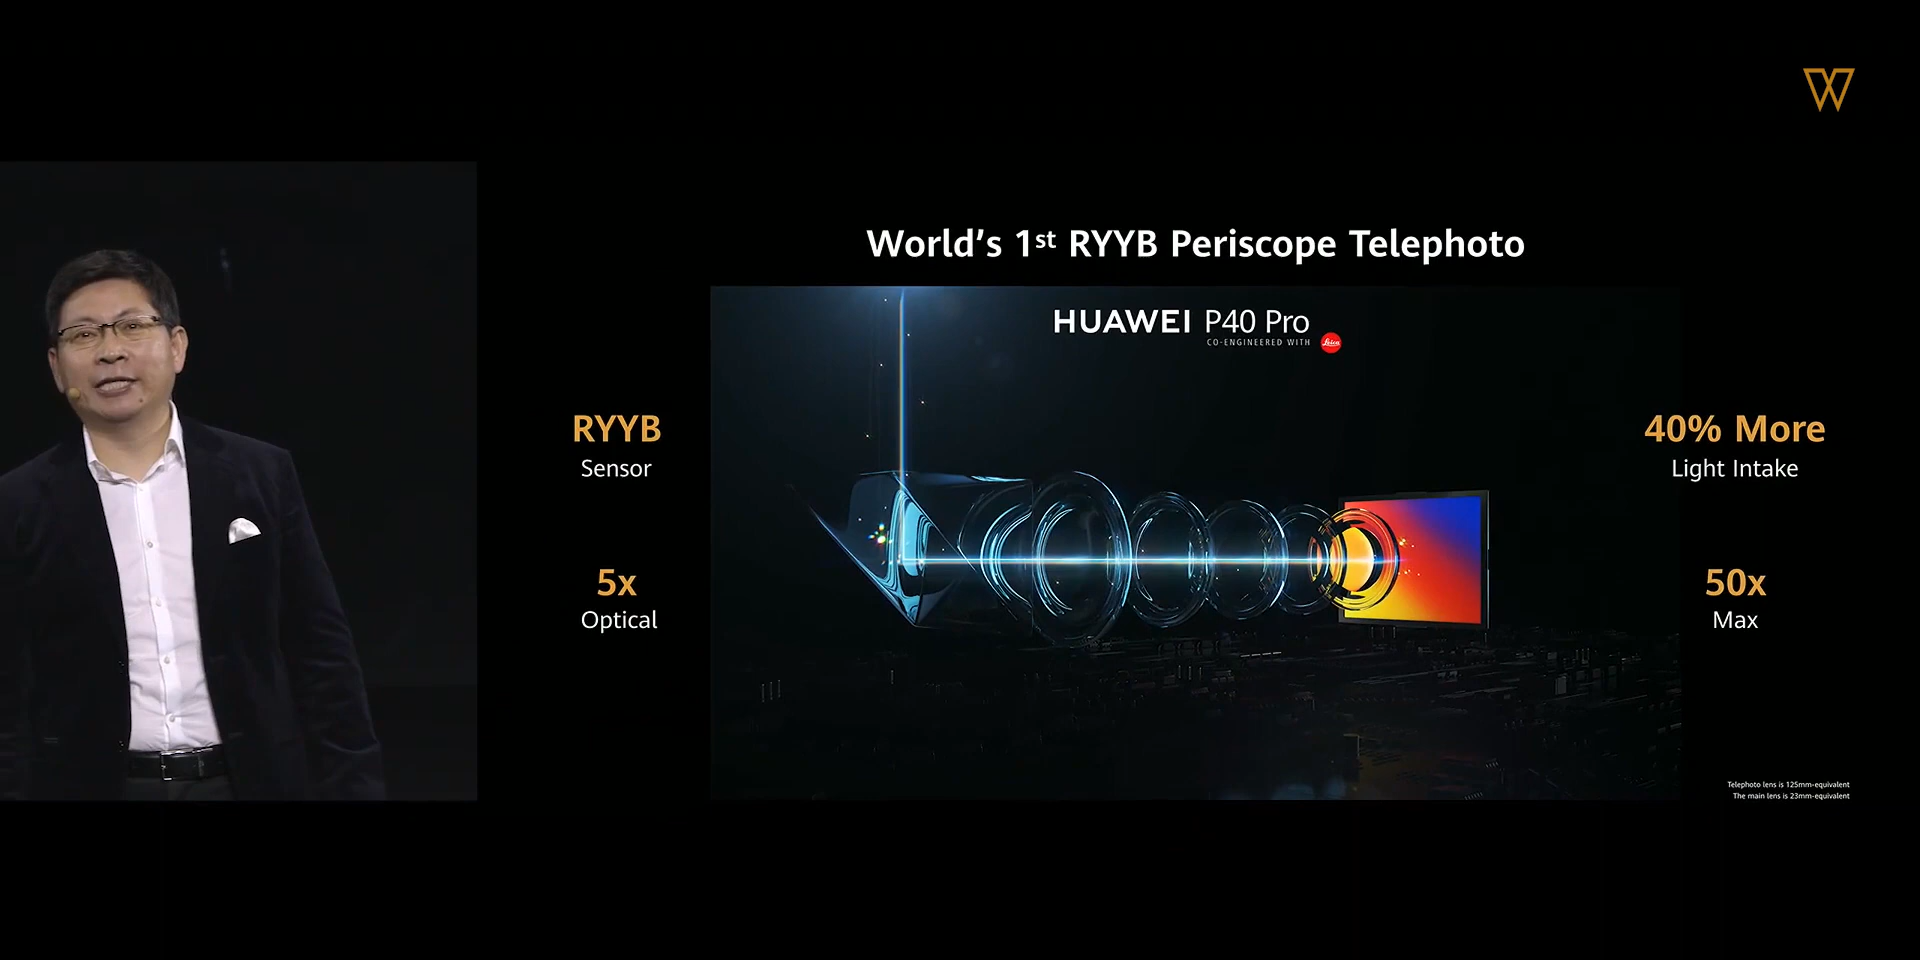 W
World's 1st RYYB Periscope Telephoto
HUAWEI P40 Pro
CO-ENGINEERED WITH Leica
RYYB
Sensor
40% More
Light Intake
5x
Optical
50x
Max
Telephoto lens is 125mm-equivalent
The main lens is 23mm-equivalent